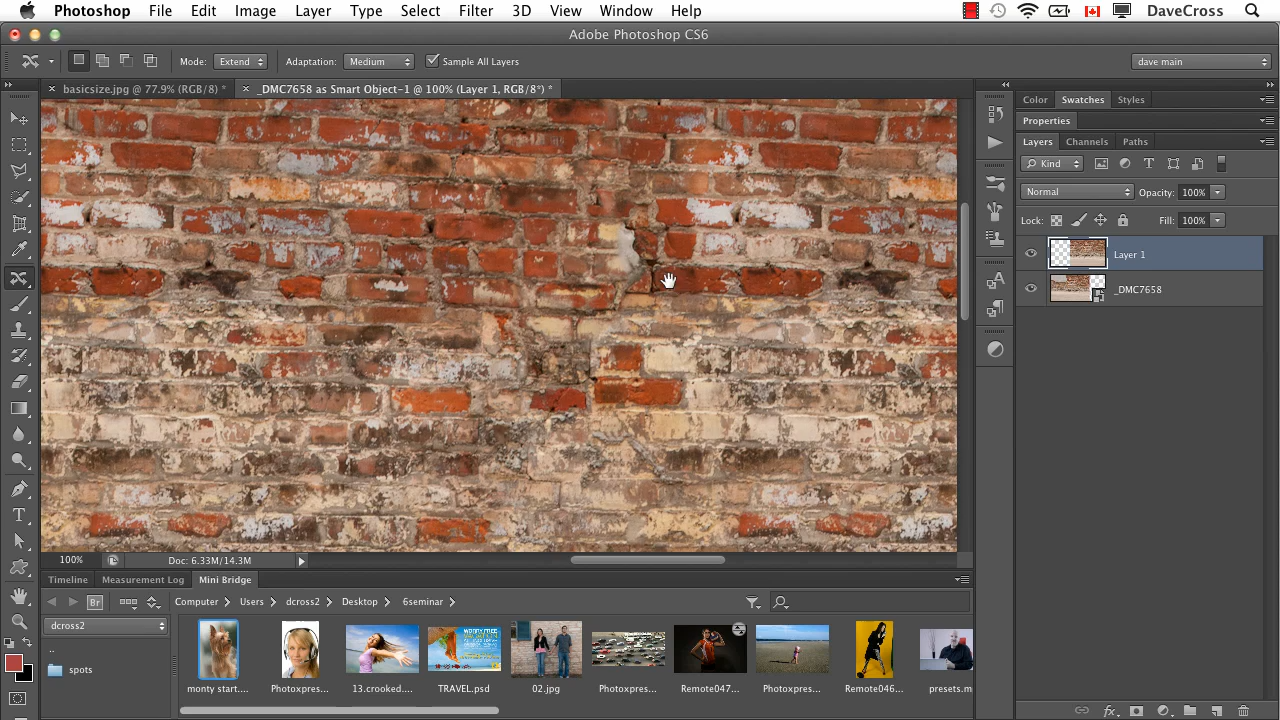 Photoshop File Edit Image Layer Type Select Filter 3D View Window Help DaveCross
Adobe Photoshop CS6
Mode: Extend Adaptation: Medium Sample All Layers dave main
basicsize.jpg @ 77.9% (RGB/8) * _DMC7658 as Smart Object-1 @ 100% (Layer 1, RGB/8*) *
Color Swatches Styles
Properties
Layers Channels Paths
Kind
Normal Opacity: 100%
Lock: Fill: 100%
Layer 1
_DMC7658
100% Doc: 6.33M/14.3M
Timeline Measurement Log Mini Bridge
Br Computer Users dcross2 Desktop 6seminar
dcross2
..
spots
monty start.... Photoxpres... 13.crooked.... TRAVEL.psd 02.jpg Photoxpres... Remote047... Photoxpres... Remote046... presets.m